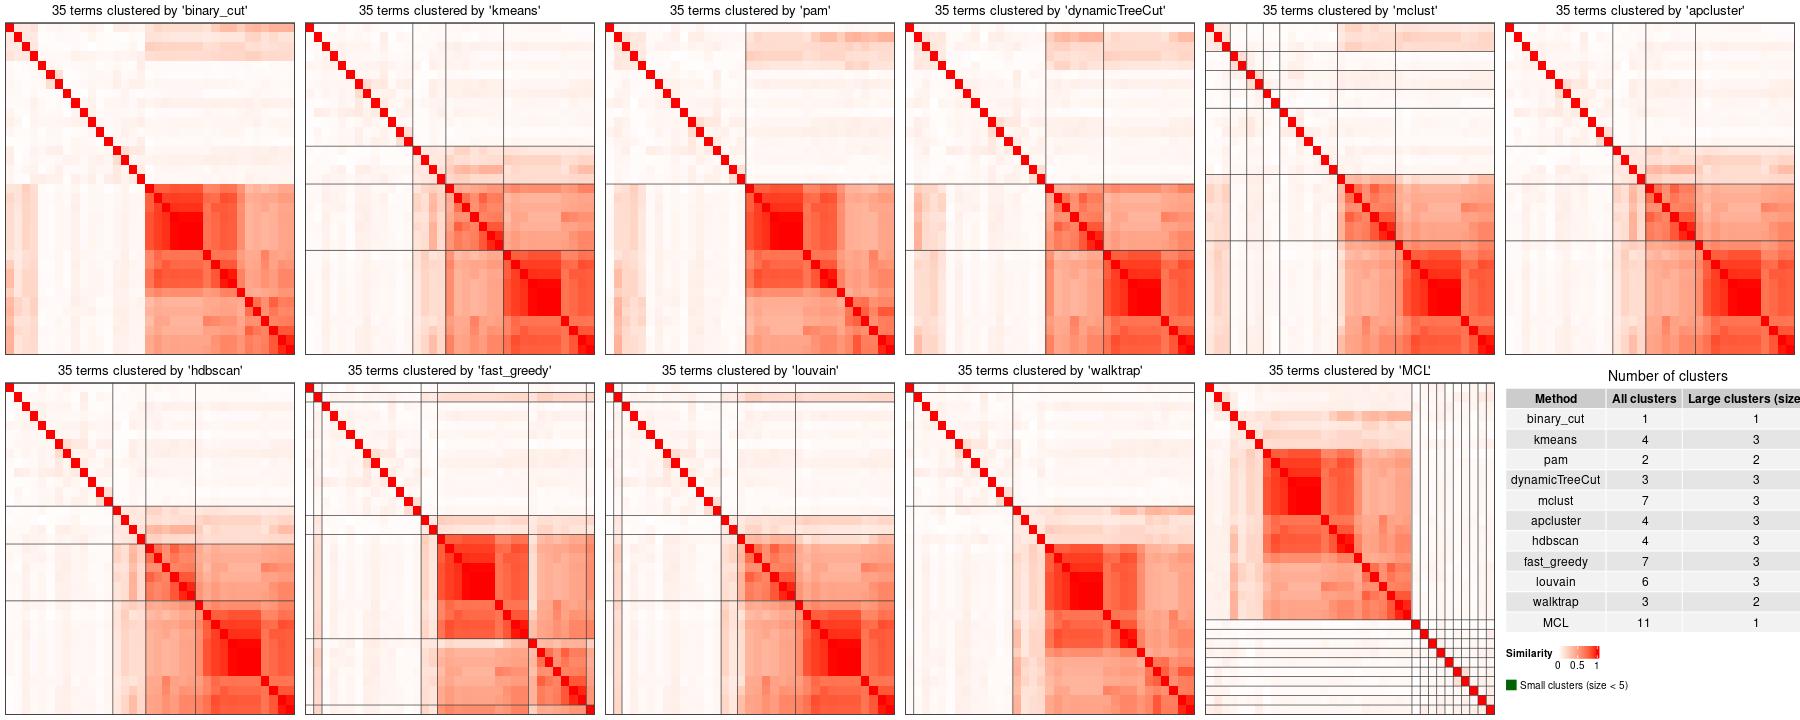 35 terms clustered by 'binary_cut'
35 terms clustered by 'kmeans'
35 terms clustered by 'pam'
35 terms clustered by 'dynamicTreeCut'
35 terms clustered by 'mclust'
35 terms clustered by 'apcluster'
35 terms clustered by 'hdbscan'
35 terms clustered by 'fast_greedy'
35 terms clustered by 'louvain'
35 terms clustered by 'walktrap'
35 terms clustered by 'MCL'
Number of clusters
Method All clusters Large clusters (size
binary_cut 1 1
kmeans 4 3
pam 2 2
dynamicTreeCut 3 3
mclust 7 3
apcluster 4 3
hdbscan 4 3
fast_greedy 7 3
louvain 6 3
walktrap 3 2
MCL 11 1
Similarity
0 0.5 1
Small clusters (size < 5)